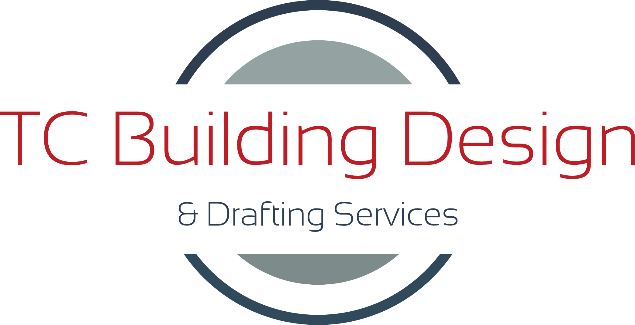 TC Building Design
& Drafting Services